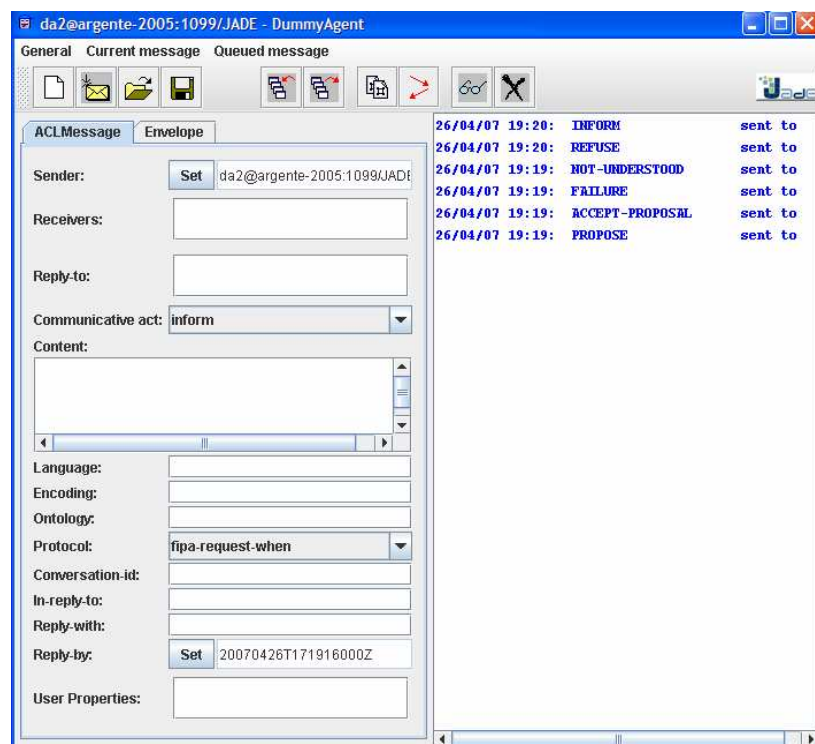 da2@argente-2005:1099/JADE - DummyAgent
General Current message Queued message
Jade
ACLMessage Envelope
Sender: Set da2@argente-2005:1099/JADE
Receivers:
Reply-to:
Communicative act: inform
Content:
Language:
Encoding:
Ontology:
Protocol: fipa-request-when
Conversation-id:
In-reply-to:
Reply-with:
Reply-by: Set 20070426T171916000Z
User Properties:
26/04/07 19:20: INFORM sent to
26/04/07 19:20: REFUSE sent to
26/04/07 19:19: NOT-UNDERSTOOD sent to
26/04/07 19:19: FAILURE sent to
26/04/07 19:19: ACCEPT-PROPOSAL sent to
26/04/07 19:19: PROPOSE sent to